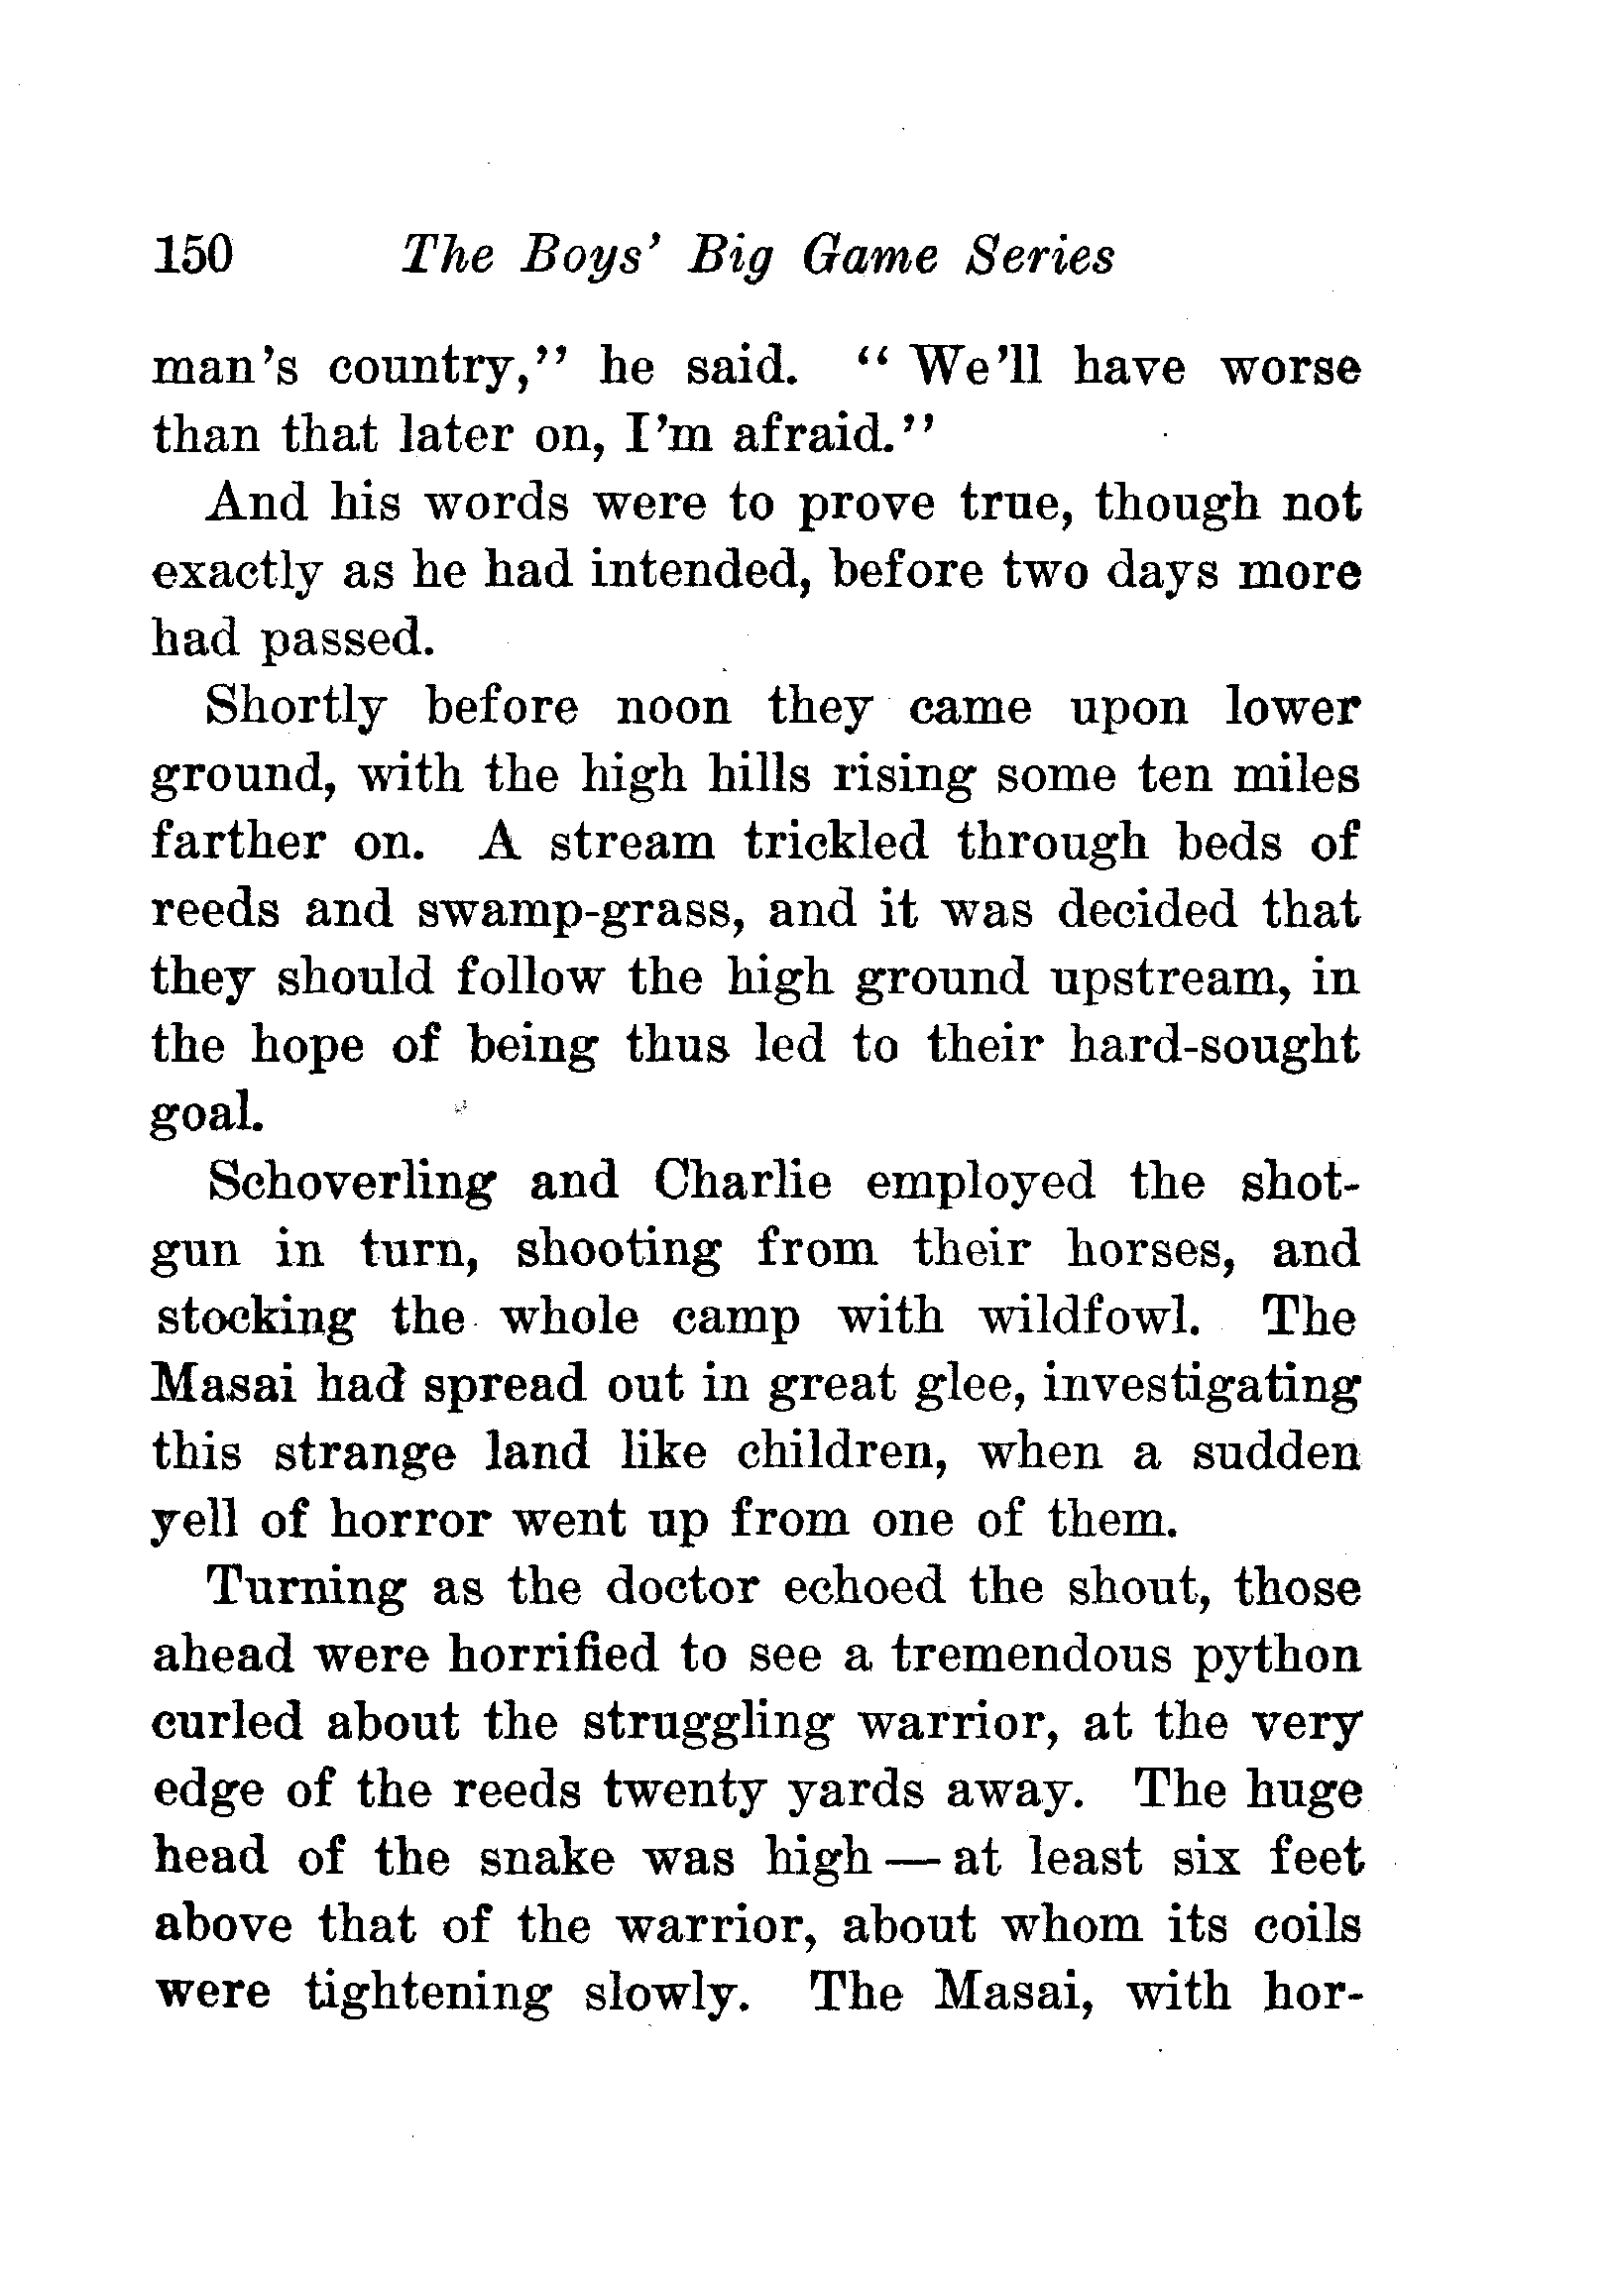 150 The Boys' Big Game Series
man's country," he said. "We'll have worse
than that later on, I'm afraid."
And his words were to prove true, though not
exactly as he had intended, before two days more
had passed.
Shortly before noon they came upon lower
ground, with the high hills rising some ten miles
farther on. A stream trickled through beds of
reeds and swamp-grass, and it was decided that
they should follow the high ground upstream, in
the hope of being thus led to their hard-sought
goal.
Schoverling and Charlie employed the shot-
gun in turn, shooting from their horses, and
stocking the whole camp with wildfowl. The
Masai had spread out in great glee, investigating
this strange land like children, when a sudden
yell of horror went up from one of them.
Turning as the doctor echoed the shout, those
ahead were horrified to see a tremendous python
curled about the struggling warrior, at the very
edge of the reeds twenty yards away. The huge
head of the snake was high — at least six feet
above that of the warrior, about whom its coils
were tightening slowly. The Masai, with hor-